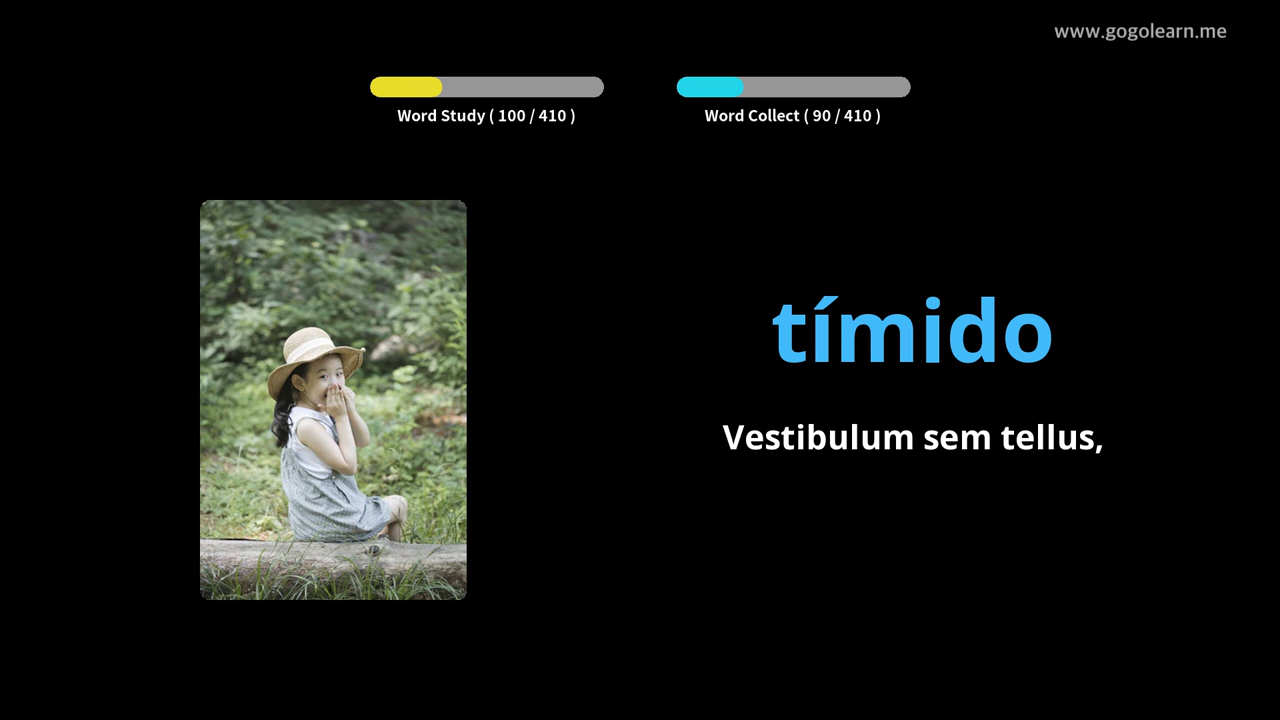 www.gogolearn.me
Word Study ( 100 / 410 )
Word Collect ( 90 / 410 )
tímido
Vestibulum sem tellus,